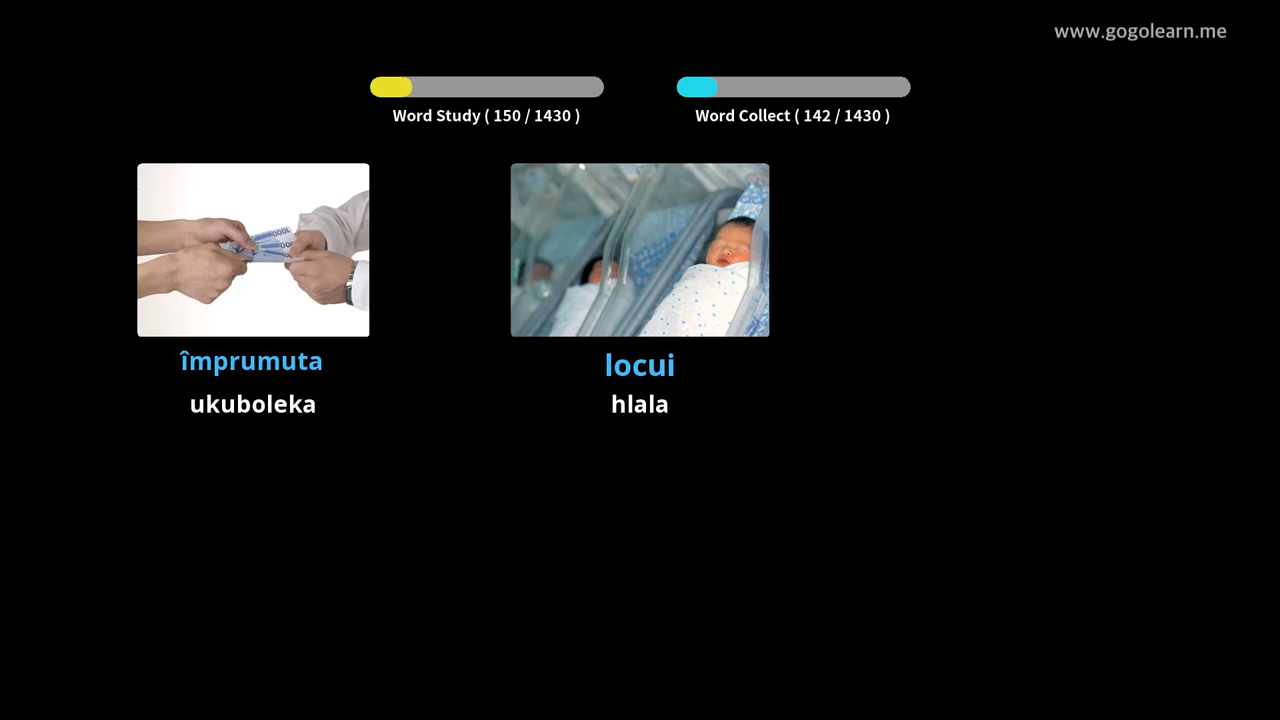 www.gogolearn.me
Word Study ( 150 / 1430 )
Word Collect ( 142 / 1430 )
împrumuta
ukuboleka
locui
hlala